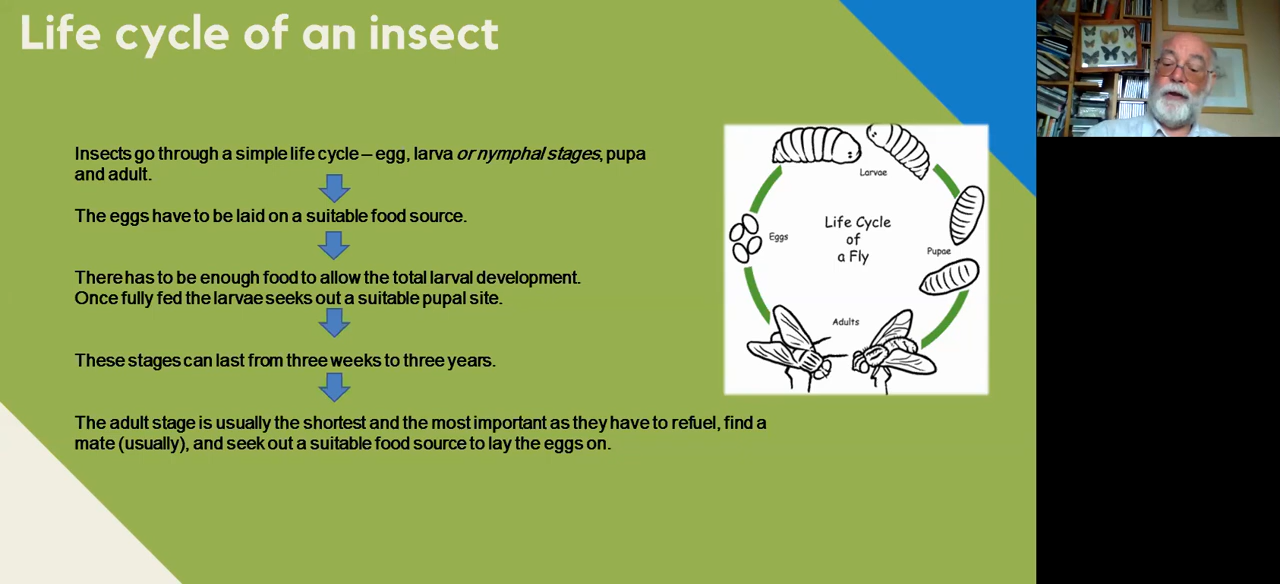 Life cycle of an insect
Insects go through a simple life cycle – egg, larva or nymphal stages, pupa
and adult.
The eggs have to be laid on a suitable food source.
There has to be enough food to allow the total larval development.
Once fully fed the larvae seeks out a suitable pupal site.
These stages can last from three weeks to three years.
The adult stage is usually the shortest and the most important as they have to refuel, find a
mate (usually), and seek out a suitable food source to lay the eggs on.
Larvae
Life Cycle
of
a Fly
Eggs
Pupae
Adults